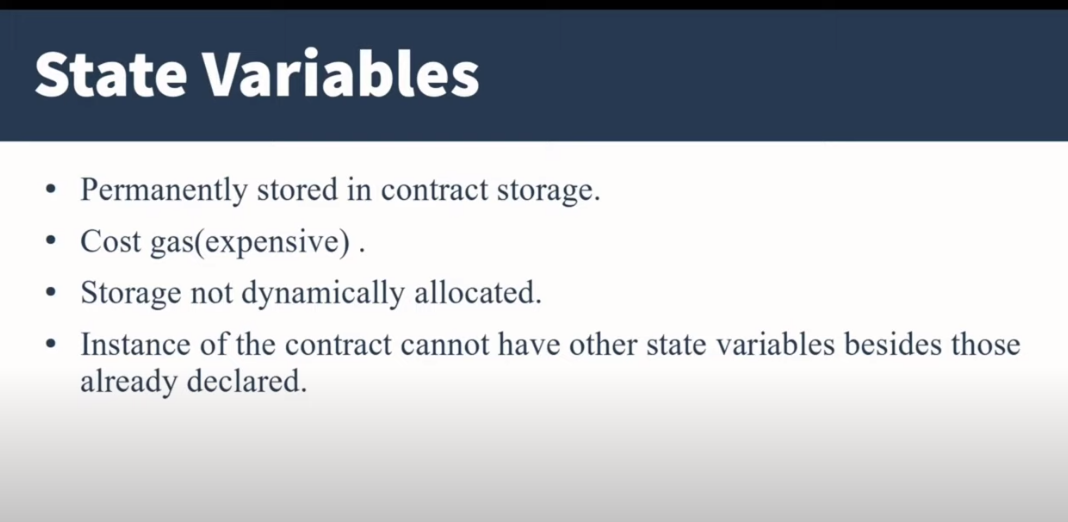 State Variables
• Permanently stored in contract storage.
• Cost gas(expensive) .
• Storage not dynamically allocated.
• Instance of the contract cannot have other state variables besides those
already declared.